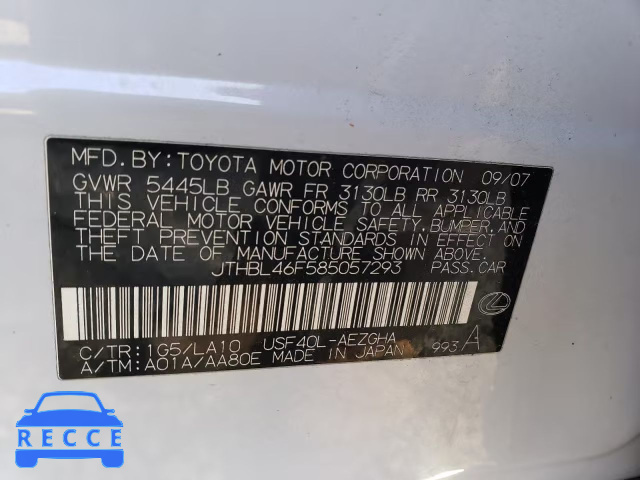 MFD. BY: TOYOTA MOTOR CORPORATION 09/07
GVWR 5445LB GAWR FR 3130LB RR 3130LB
THIS VEHICLE CONFORMS TO ALL APPLICABLE
FEDERAL MOTOR VEHICLE SAFETY, BUMPER, AND
THEFT PREVENTION STANDARDS IN EFFECT ON
THE DATE OF MANUFACTURE SHOWN ABOVE.
JTHBL46F585057293 PASS. CAR
C/TR: 1G5/LA10 USF40L-AEZGHA 993/A
A/TM: A01A/AA80E MADE IN JAPAN
RECCE